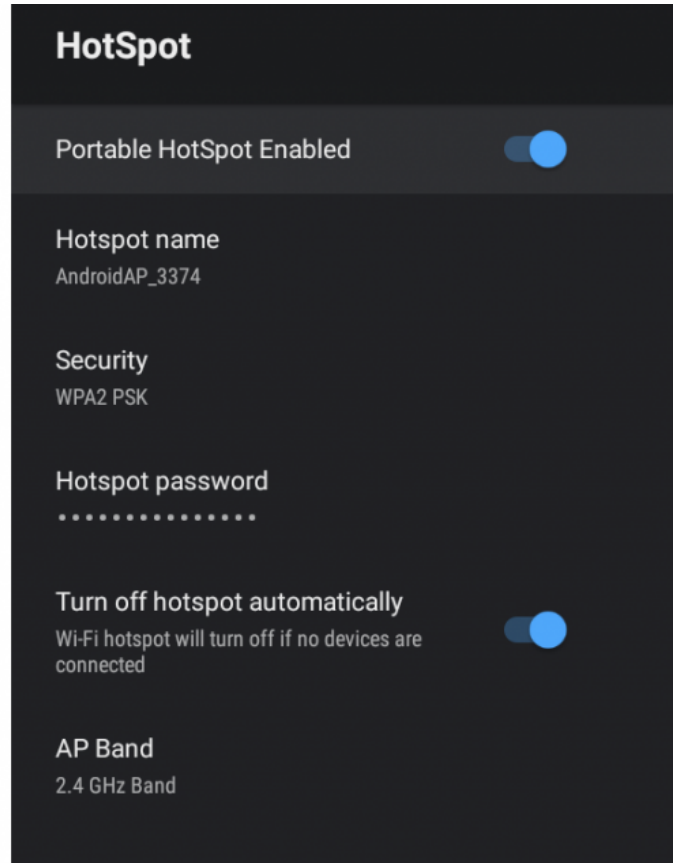 HotSpot
Portable HotSpot Enabled
Hotspot name
AndroidAP_3374
Security
WPA2 PSK
Hotspot password
•••••••••••••••
Turn off hotspot automatically
Wi-Fi hotspot will turn off if no devices are
connected
AP Band
2.4 GHz Band